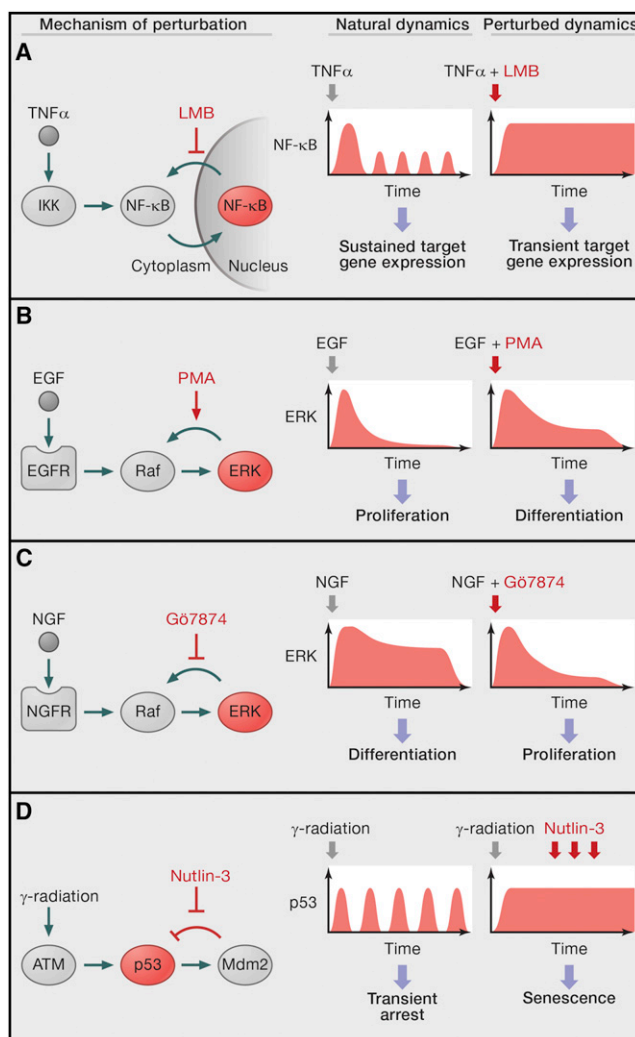 Mechanism of perturbation
Natural dynamics
Perturbed dynamics
A
TNFα
LMB
IKK
NF-κB
NF-κB
Cytoplasm
Nucleus
TNFα
NF-κB
Time
Sustained target
gene expression
TNFα + LMB
Time
Transient target
gene expression
B
EGF
PMA
EGFR
Raf
ERK
EGF
ERK
Time
Proliferation
EGF + PMA
Time
Differentiation
C
NGF
Gö7874
NGFR
Raf
ERK
NGF
ERK
Time
Differentiation
NGF + Gö7874
Time
Proliferation
D
γ-radiation
Nutlin-3
ATM
p53
Mdm2
γ-radiation
p53
Time
Transient
arrest
γ-radiation
Nutlin-3
Time
Senescence